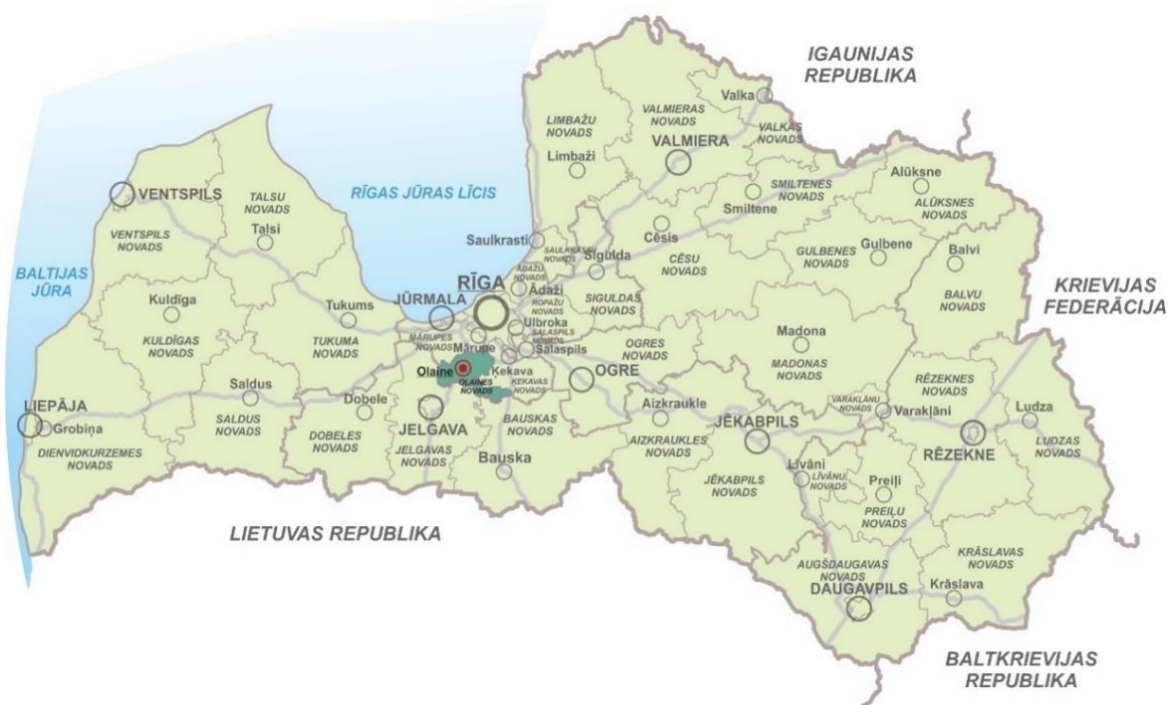 IGAUNIJAS
REPUBLIKA
Valka
VALMIERAS
NOVADS
LIMBAŽU
NOVADS
VALKAS
NOVADS
VALMIERA
Limbaži
Alūksne
SMILTENES
NOVADS
ALŪKSNES
NOVADS
Smiltene
VENTSPILS
TALSU
NOVADS
RĪGAS JŪRAS LĪCIS
Talsi
VENTSPILS
NOVADS
Saulkrasti
SAULKRASTU
NOVADS
Cēsis
CĒSU
NOVADS
GULBENES
NOVADS
Gulbene
Balvi
BALVU
NOVADS
Sigulda
SIGULDAS
NOVADS
ĀDAŽU
NOVADS
Ādaži
ROPAŽU
NOVADS
BALTIJAS
JŪRA
KRIEVIJAS
FEDERĀCIJA
RĪGA
JŪRMALA
Kuldīga
KULDĪGAS
NOVADS
Tukums
TUKUMA
NOVADS
Ulbroka
SALASPILS
NOVADS
Salaspils
MĀRUPES
NOVADS
Mārupe
OGRES
NOVADS
Madona
MADONAS
NOVADS
Olaine
OLAINES
NOVADS
Ķekava
ĶEKAVAS
NOVADS
OGRE
RĒZEKNES
NOVADS
Saldus
SALDUS
NOVADS
Dobele
DOBELES
NOVADS
JELGAVA
JELGAVAS
NOVADS
BAUSKAS
NOVADS
Bauska
Aizkraukle
AIZKRAUKLES
NOVADS
VARAKĻĀNU
NOVADS
Varakļāni
Ludza
LUDZAS
NOVADS
LIEPĀJA
Grobiņa
DIENVIDKURZEMES
NOVADS
JĒKABPILS
JĒKABPILS
NOVADS
RĒZEKNE
Līvāni
LĪVĀNU
NOVADS
Preiļi
PREIĻU
NOVADS
LIETUVAS REPUBLIKA
KRĀSLAVAS
NOVADS
AUGŠDAUGAVAS
NOVADS
DAUGAVPILS
Krāslava
BALTKRIEVIJAS
REPUBLIKA